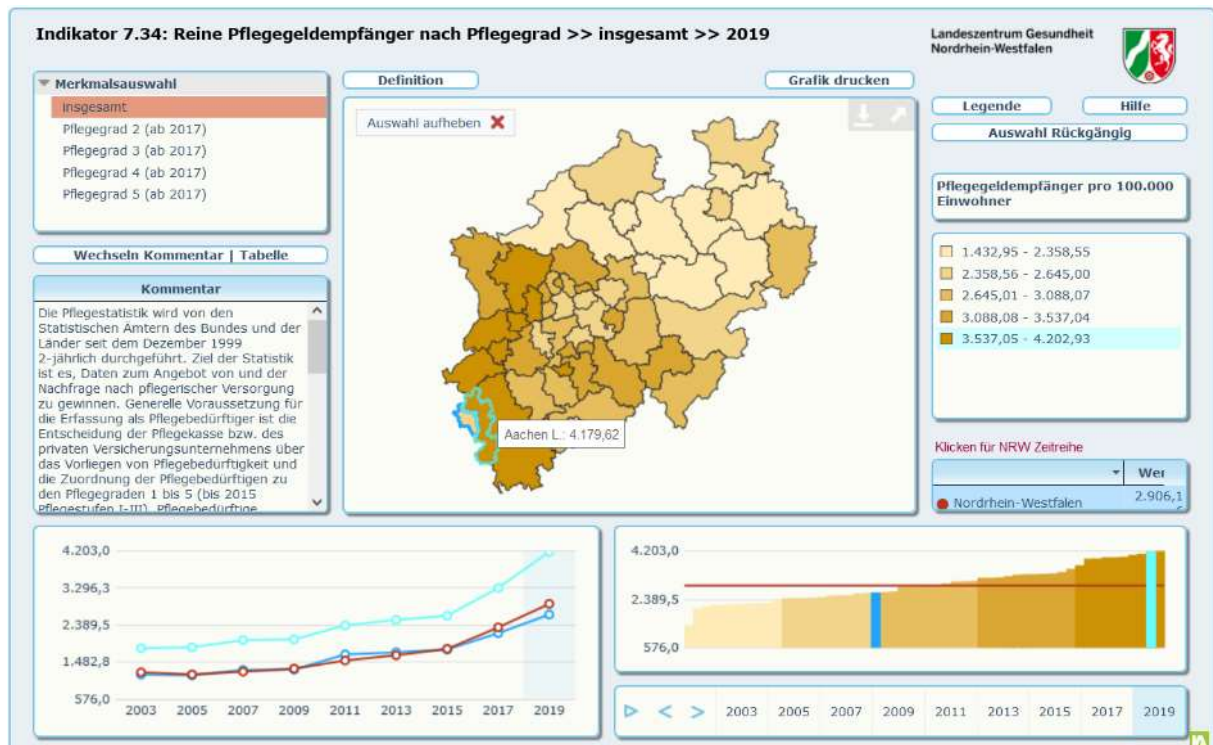 Indikator 7.34: Reine Pflegegeldempfänger nach Pflegegrad >> insgesamt >> 2019
Landeszentrum Gesundheit
Nordrhein-Westfalen
Merkmalsauswahl
insgesamt
Pflegegrad 2 (ab 2017)
Pflegegrad 3 (ab 2017)
Pflegegrad 4 (ab 2017)
Pflegegrad 5 (ab 2017)
Wechseln Kommentar | Tabelle
Kommentar
Die Pflegestatistik wird von den
Statistischen Ämtern des Bundes und der
Länder seit dem Dezember 1999
2-jährlich durchgeführt. Ziel der Statistik
ist es, Daten zum Angebot von und der
Nachfrage nach pflegerischer Versorgung
zu gewinnen. Generelle Voraussetzung für
die Erfassung als Pflegebedürftiger ist die
Entscheidung der Pflegekasse bzw. des
privaten Versicherungsunternehmens über
das Vorliegen von Pflegebedürftigkeit und
die Zuordnung der Pflegebedürftigen zu
den Pflegegraden 1 bis 5 (bis 2015
Pflegestufen I-III). Pflegebedürftige
Definition
Grafik drucken
Auswahl aufheben
Aachen L.: 4.179,62
Legende
Hilfe
Auswahl Rückgängig
Pflegegeldempfänger pro 100.000
Einwohner
1.432,95 - 2.358,55
2.358,56 - 2.645,00
2.645,01 - 3.088,07
3.088,08 - 3.537,04
3.537,05 - 4.202,93
Klicken für NRW Zeitreihe
Wer
Nordrhein-Westfalen 2.906,1
4.203,0
3.296,3
2.389,5
1.482,8
576,0
2003 2005 2007 2009 2011 2013 2015 2017 2019
4.203,0
2.389,5
576,0
2003 2005 2007 2009 2011 2013 2015 2017 2019